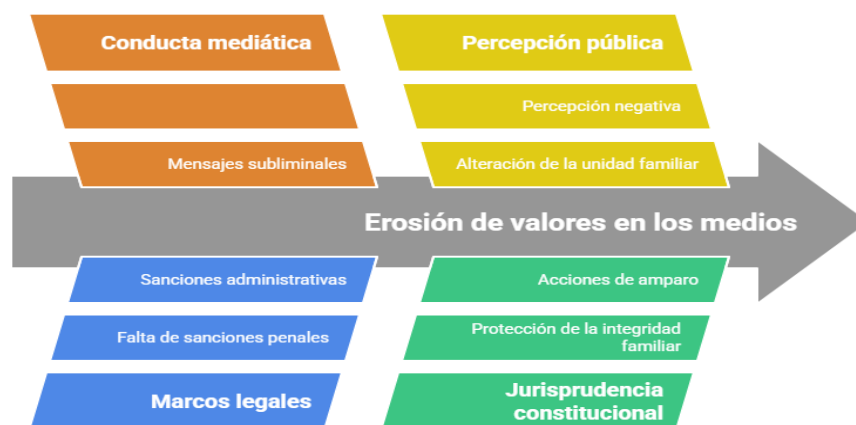 Conducta mediática
Percepción pública
Percepción negativa
Mensajes subliminales
Alteración de la unidad familiar
Erosión de valores en los medios
Sanciones administrativas
Acciones de amparo
Falta de sanciones penales
Protección de la integridad
familiar
Marcos legales
Jurisprudencia
constitucional